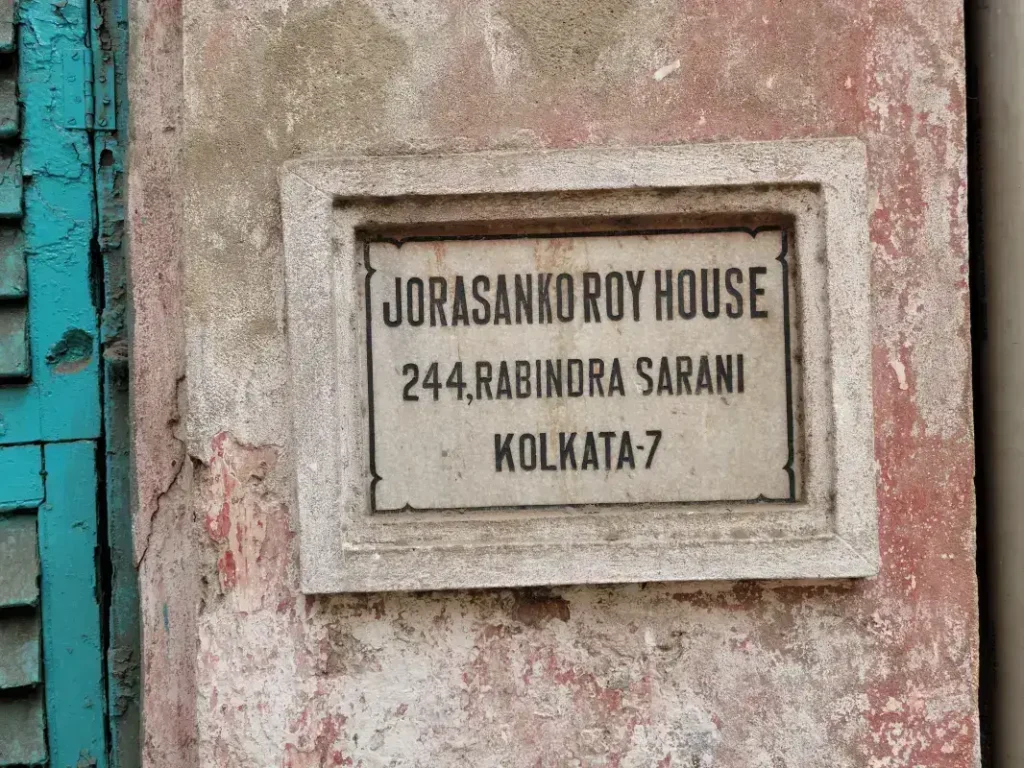 JORASANKO ROY HOUSE
244, RABINDRA SARANI
KOLKATA-7